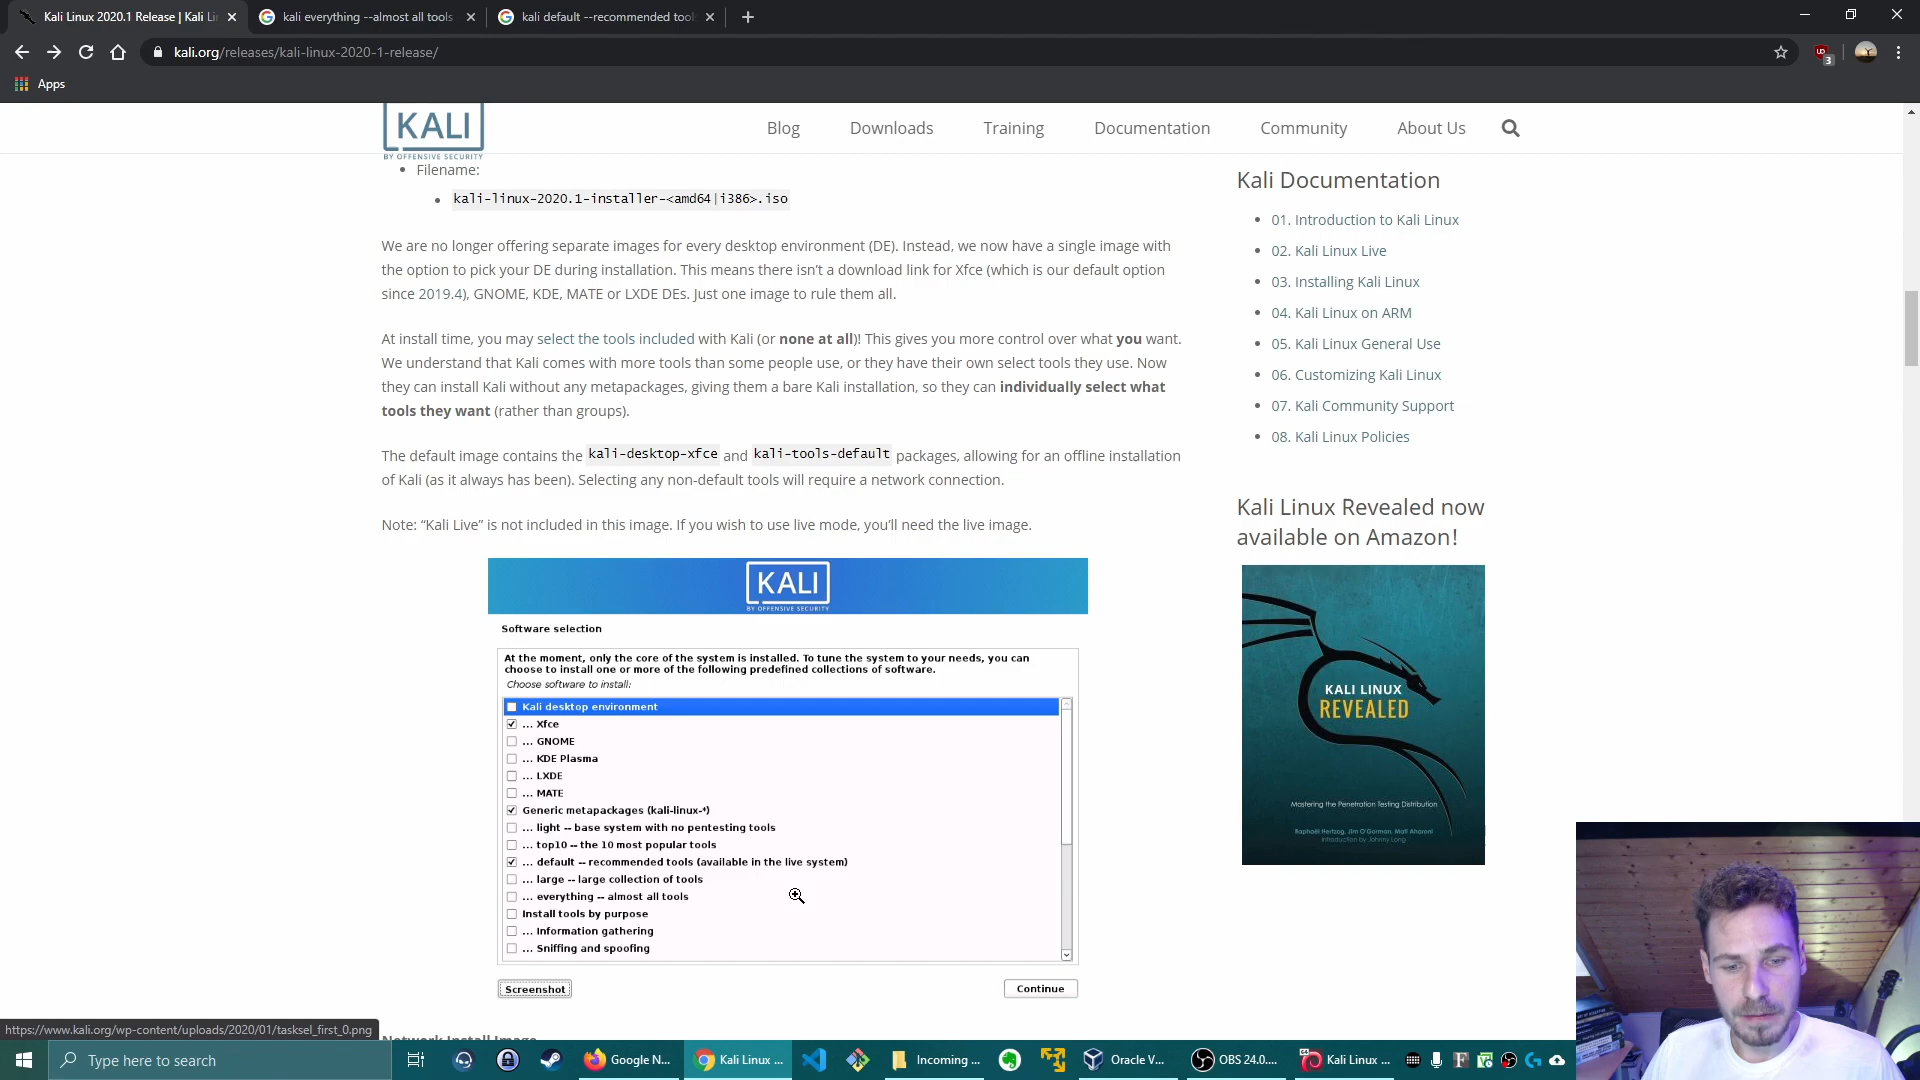 Kali Linux 2020.1 Release | Kali Lin
kali everything --almost all tools
kali default --recommended tool
kali.org/releases/kali-linux-2020-1-release/
3
Apps
KALI
BY OFFENSIVE SECURITY
Blog
Downloads
Training
Documentation
Community
About Us
Filename:
kali-linux-2020.1-installer-<amd64|i386>.iso
We are no longer offering separate images for every desktop environment (DE). Instead, we now have a single image with
the option to pick your DE during installation. This means there isn’t a download link for Xfce (which is our default option
since 2019.4), GNOME, KDE, MATE or LXDE DEs. Just one image to rule them all.
At install time, you may select the tools included with Kali (or none at all)! This gives you more control over what you want.
We understand that Kali comes with more tools than some people use, or they have their own select tools they use. Now
they can install Kali without any metapackages, giving them a bare Kali installation, so they can individually select what
tools they want (rather than groups).
The default image contains the kali-desktop-xfce and kali-tools-default packages, allowing for an offline installation
of Kali (as it always has been). Selecting any non-default tools will require a network connection.
Note: “Kali Live” is not included in this image. If you wish to use live mode, you’ll need the live image.
KALI
BY OFFENSIVE SECURITY
Software selection
At the moment, only the core of the system is installed. To tune the system to your needs, you can
choose to install one or more of the following predefined collections of software.
Choose software to install:
Kali desktop environment
... Xfce
... GNOME
... KDE Plasma
... LXDE
... MATE
Generic metapackages (kali-linux-*)
... light -- base system with no pentesting tools
... top10 -- the 10 most popular tools
... default -- recommended tools (available in the live system)
... large -- large collection of tools
... everything -- almost all tools
Install tools by purpose
... Information gathering
... Sniffing and spoofing
Screenshot
Continue
Network Install Image
Kali Documentation
01. Introduction to Kali Linux
02. Kali Linux Live
03. Installing Kali Linux
04. Kali Linux on ARM
05. Kali Linux General Use
06. Customizing Kali Linux
07. Kali Community Support
08. Kali Linux Policies
Kali Linux Revealed now
available on Amazon!
KALI LINUX
REVEALED
Mastering the Penetration Testing Distribution
Raphaël Hertzog, Jim O'Gorman, Mati Aharoni
Introduction by Johnny Long
https://www.kali.org/wp-content/uploads/2020/01/tasksel_first_0.png
Type here to search
Google N...
Kali Linux ...
Incoming ...
Oracle V...
OBS 24.0....
Kali Linux ...